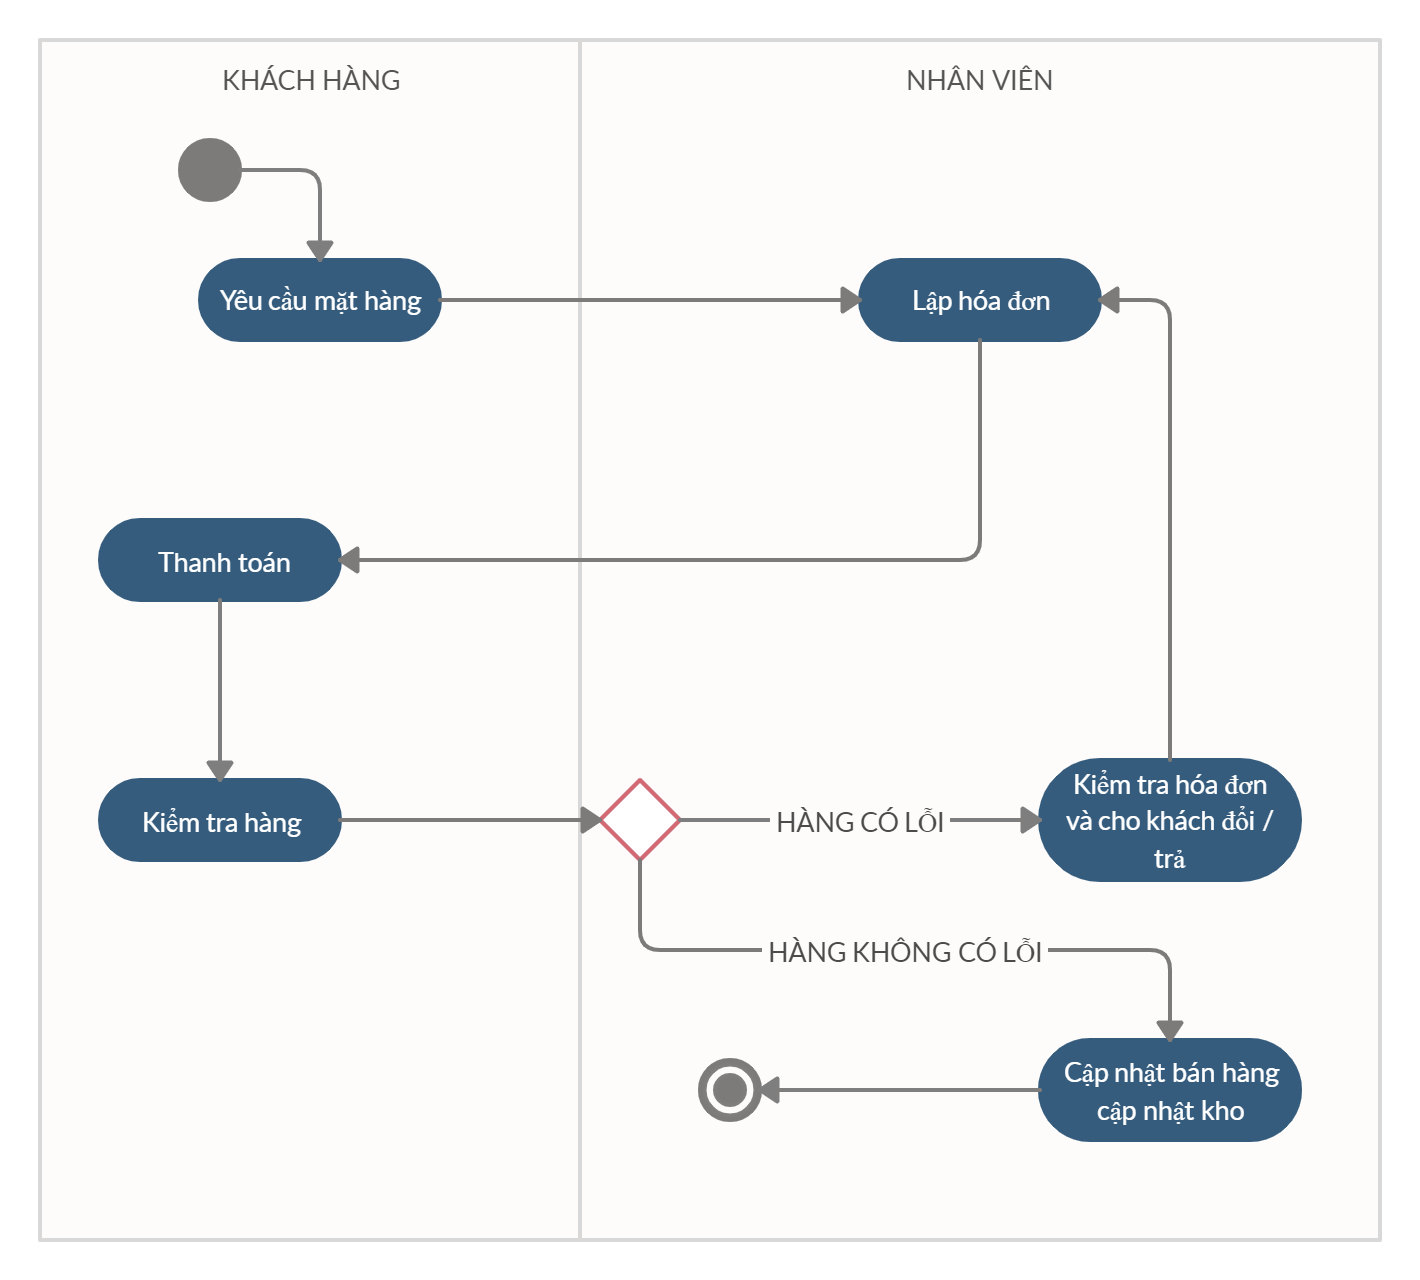 KHÁCH HÀNG
NHÂN VIÊN
Yêu cầu mặt hàng
Lập hóa đơn
Thanh toán
Kiểm tra hàng
HÀNG CÓ LỖI
Kiểm tra hóa đơn
và cho khách đổi /
trả
HÀNG KHÔNG CÓ LỖI
Cập nhật bán hàng
cập nhật kho